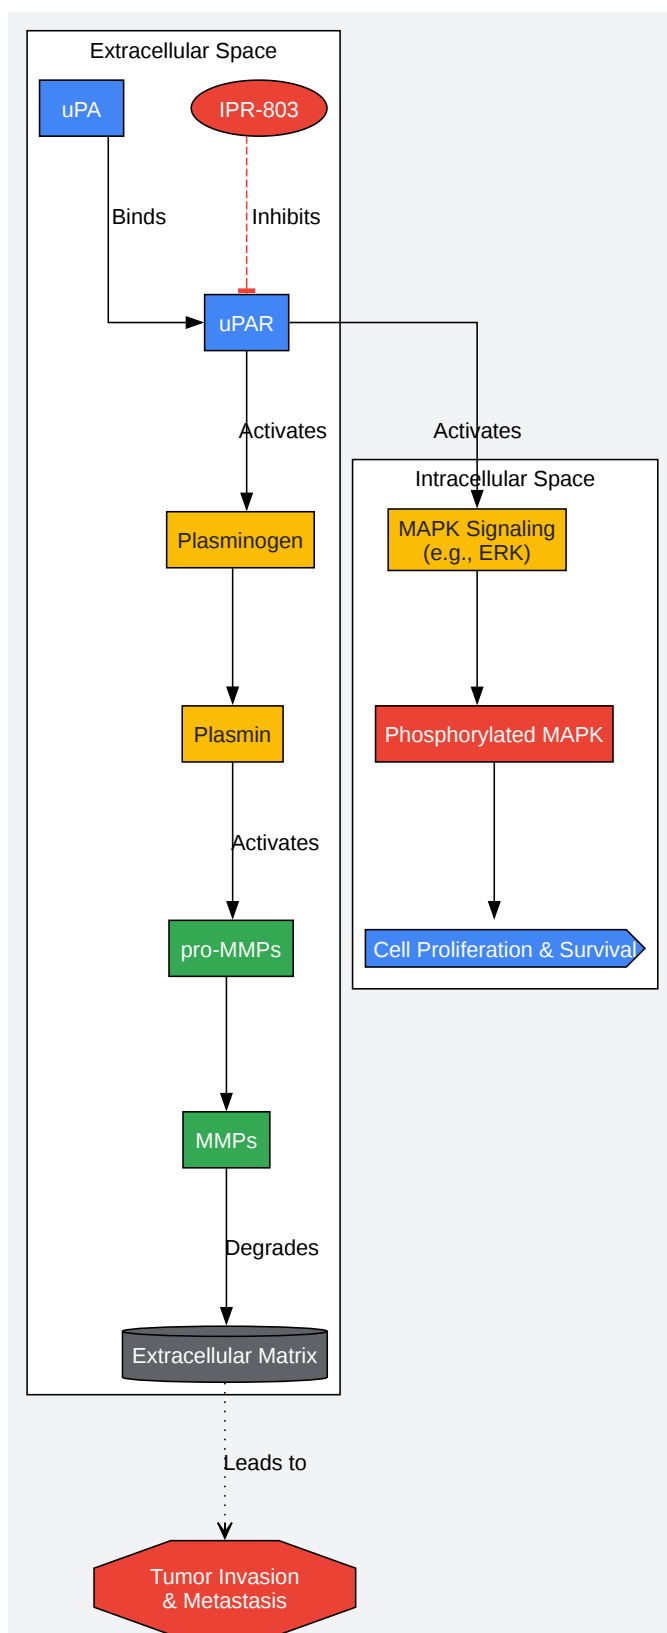 Extracellular Space
uPA
IPR-803
Binds
Inhibits
uPAR
Activates
Activates
Intracellular Space
Plasminogen
MAPK Signaling
(e.g., ERK)
Plasmin
Phosphorylated MAPK
Activates
pro-MMPs
Cell Proliferation & Survival
MMPs
Degrades
Extracellular Matrix
Leads to
Tumor Invasion
& Metastasis